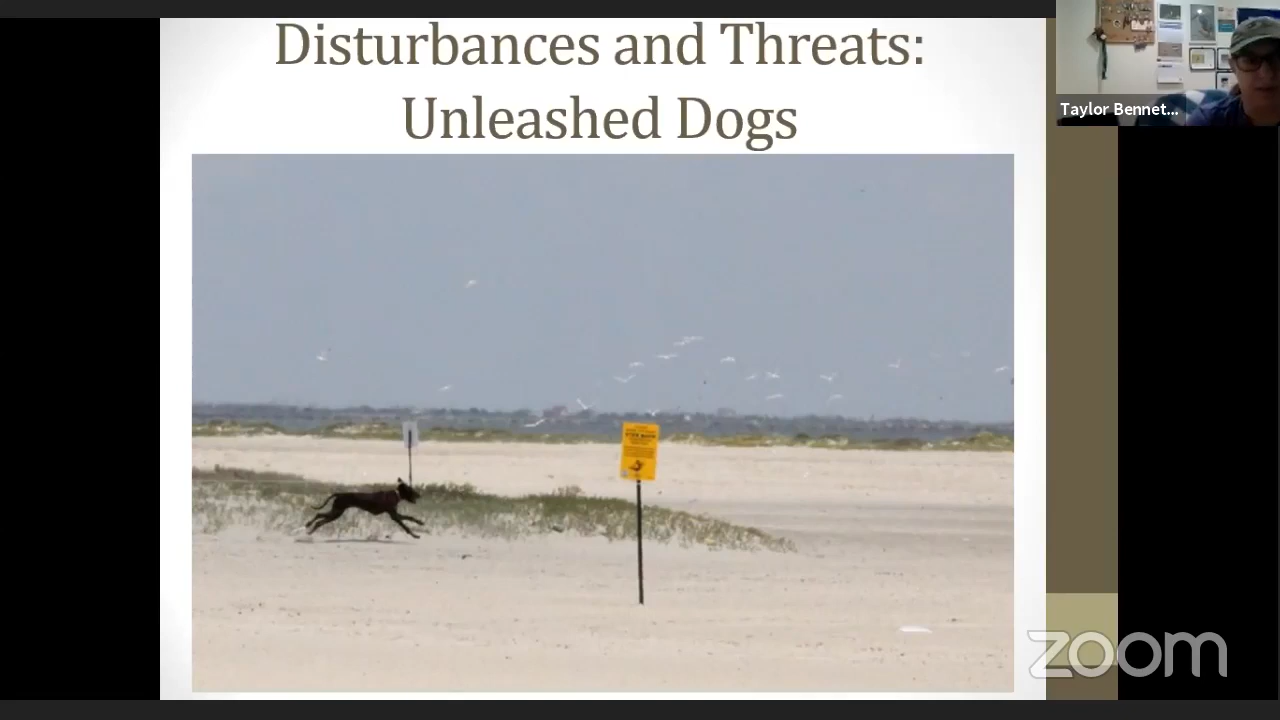 Disturbances and Threats:
Unleashed Dogs
Taylor Bennet...
zoom